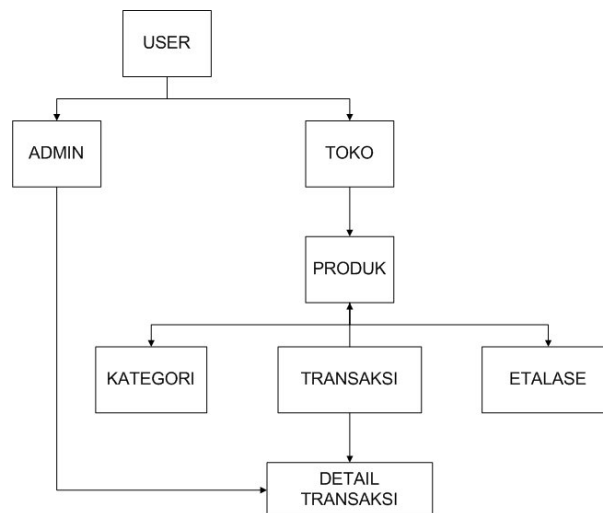 USER
ADMIN
TOKO
PRODUK
KATEGORI
TRANSAKSI
ETALASE
DETAIL
TRANSAKSI